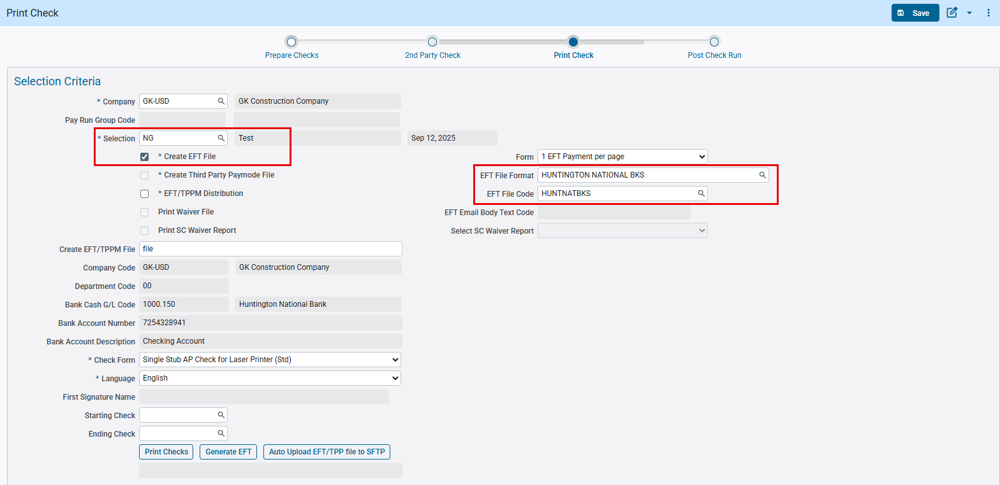 Print Check
Save
Prepare Checks
2nd Party Check
Print Check
Post Check Run
Selection Criteria
* Company GK-USD GK Construction Company
Pay Run Group Code
* Selection NG Test Sep 12, 2025
* Create EFT File
Form 1 EFT Payment per page
* Create Third Party Paymode File
EFT File Format HUNTINGTON NATIONAL BKS
* EFT/TPPM Distribution
EFT File Code HUNTNATBKS
Print Waiver File
EFT Email Body Text Code
Print SC Waiver Report
Select SC Waiver Report
Create EFT/TPPM File file
Company Code GK-USD GK Construction Company
Department Code 00
Bank Cash G/L Code 1000.150 Huntington National Bank
Bank Account Number 7254328941
Bank Account Description Checking Account
* Check Form Single Stub AP Check for Laser Printer (Std)
* Language English
First Signature Name
Starting Check
Ending Check
Print Checks Generate EFT Auto Upload EFT/TPP file to SFTP